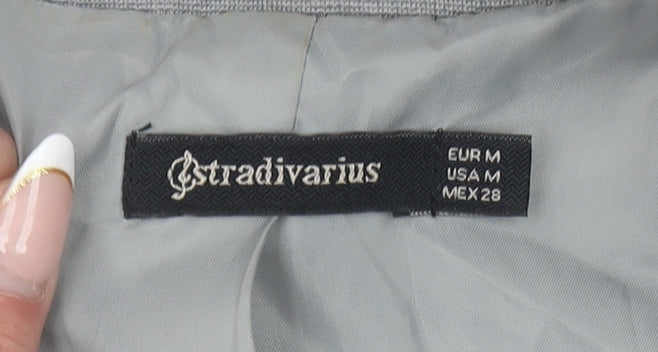 stradivarius
EUR M
USA M
MEX 28